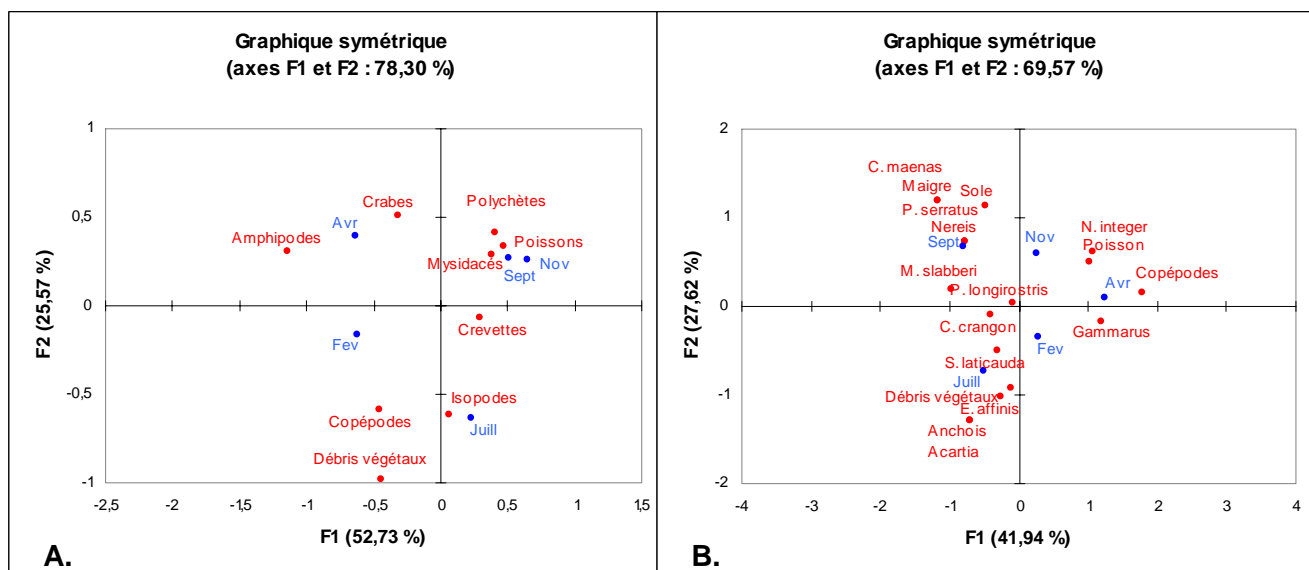 Graphique symétrique
(axes F1 et F2 : 78,30 %)
1
0,5
0
-0,5
-1
F2 (25,57 %)
Crabes
Avr
Amphipodes
Polychètes
Poissons
Mysidacés
Sept
Nov
Crevettes
Fev
Isopodes
Copépodes
Juill
Débris végétaux
-2,5
-2
-1,5
-1
-0,5
0
0,5
1
1,5
F1 (52,73 %)
A.
Graphique symétrique
(axes F1 et F2 : 69,57 %)
2
1
0
-1
-2
F2 (27,62 %)
C. maenas
Maigre
Sole
P. serratus
Nereis
Sept
Nov
N. integer
Poisson
M. slabberi
Copépodes
P. longirostris
Avr
C. crangon
Gammarus
Fev
S. laticauda
Juill
Débris végétaux
E. affinis
Anchois
Acartia
-4
-3
-2
-1
0
1
2
3
4
F1 (41,94 %)
B.